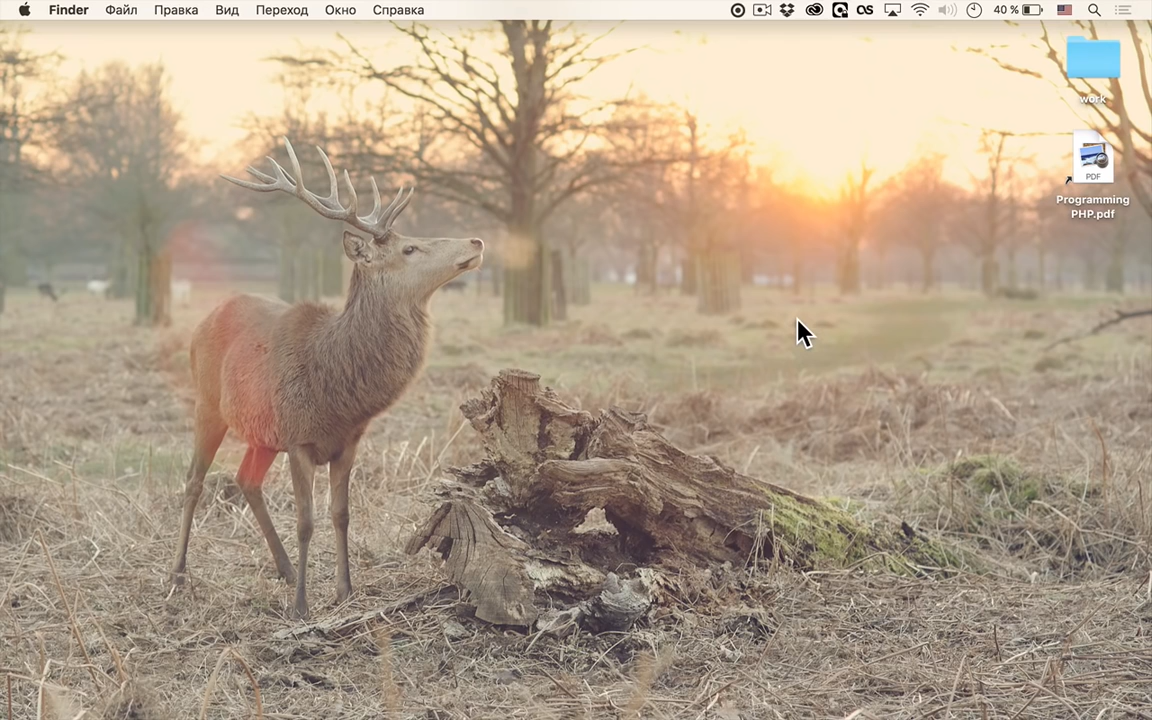 Finder Файл Правка Вид Переход Окно Справка 40 %
work
PDF
Programming
PHP.pdf